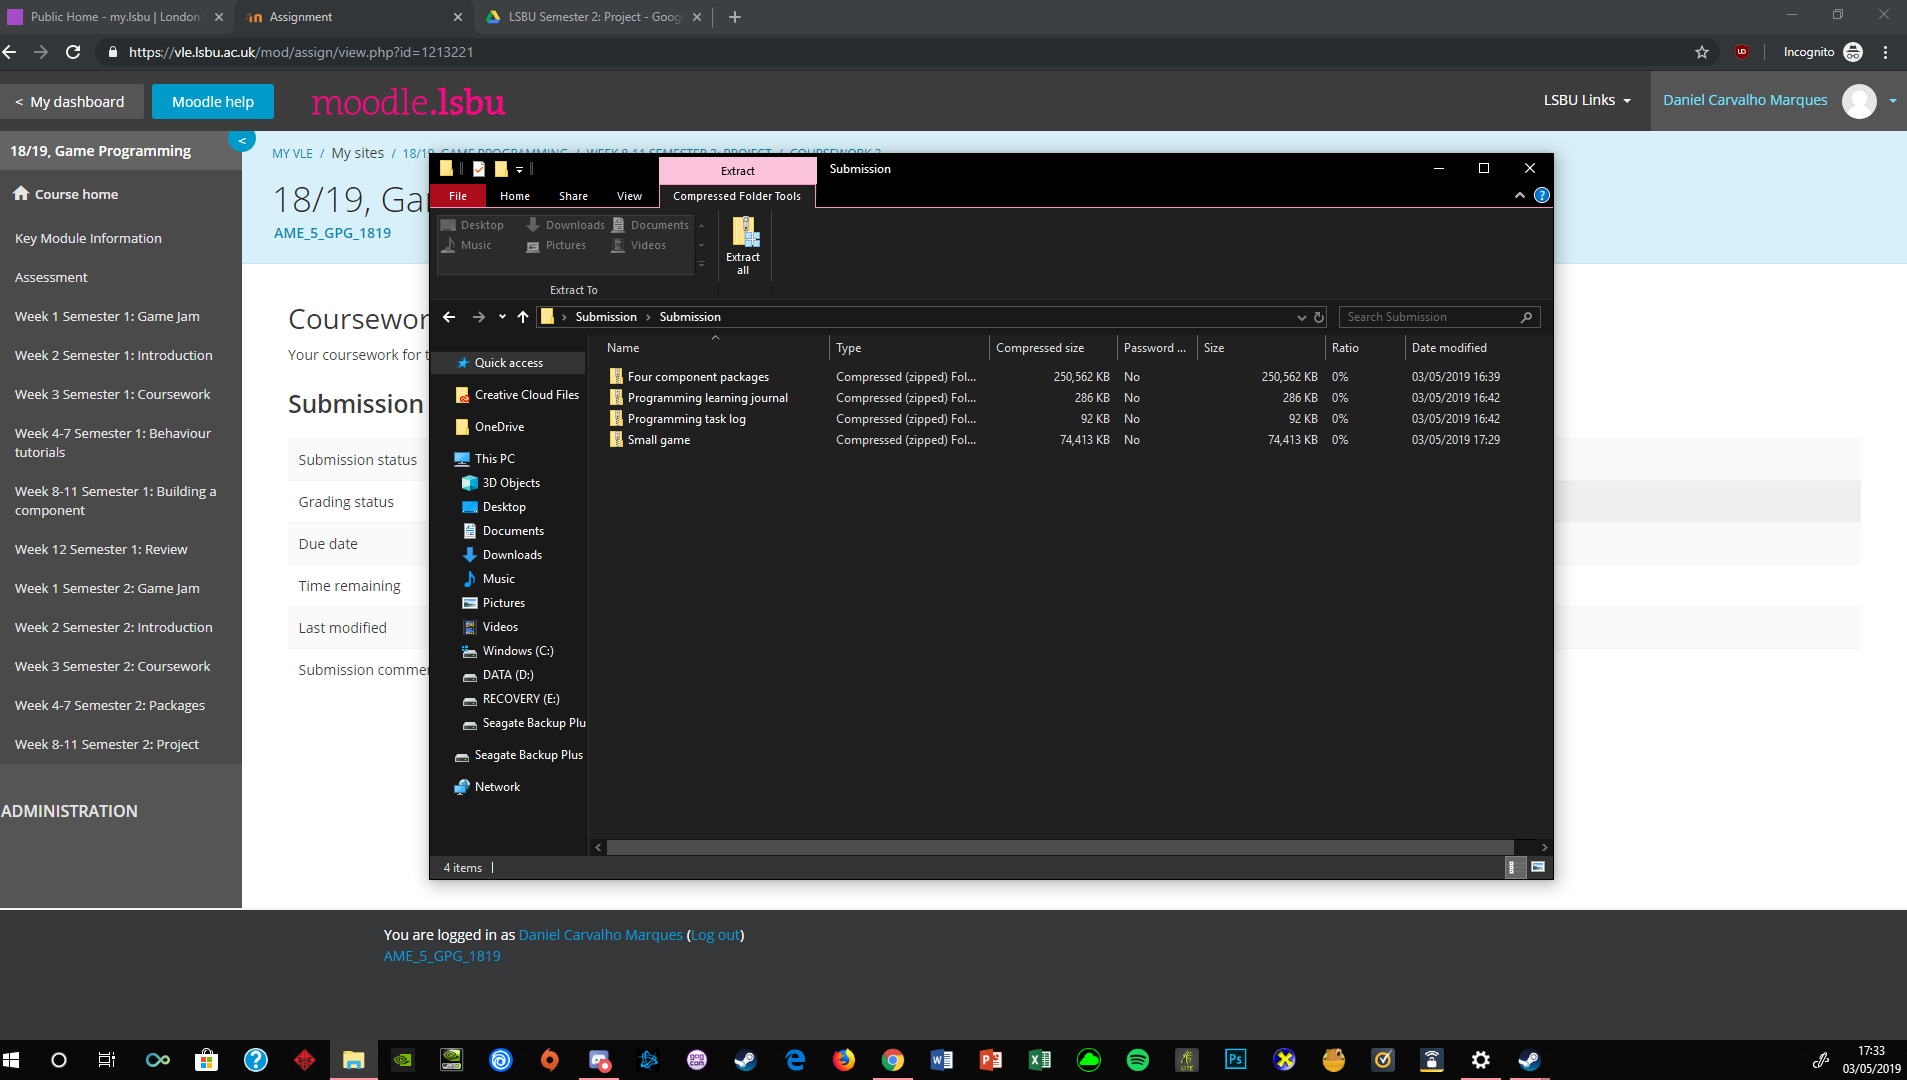 Public Home - my.lsbu | London
Assignment
LSBU Semester 2: Project - Goog
https://vle.lsbu.ac.uk/mod/assign/view.php?id=1213221
Incognito
< My dashboard
Moodle help
moodle.lsbu
LSBU Links
Daniel Carvalho Marques
18/19, Game Programming
Course home
Key Module Information
Assessment
Week 1 Semester 1: Game Jam
Week 2 Semester 1: Introduction
Week 3 Semester 1: Coursework
Week 4-7 Semester 1: Behaviour
tutorials
Week 8-11 Semester 1: Building a
component
Week 12 Semester 1: Review
Week 1 Semester 2: Game Jam
Week 2 Semester 2: Introduction
Week 3 Semester 2: Coursework
Week 4-7 Semester 2: Packages
Week 8-11 Semester 2: Project
ADMINISTRATION
MY VLE / My sites / 18/19, GAME PROGRAMMING / WEEK 8-11 SEMESTER 2: PROJECT / COURSEWORK 2
18/19, Ga
AME_5_GPG_1819
Coursewor
Your coursework for t
Submission
Submission status
Grading status
Due date
Time remaining
Last modified
Submission comme
Extract
Submission
File
Home
Share
View
Compressed Folder Tools
Desktop
Downloads
Documents
Music
Pictures
Videos
Extract To
Extract
all
Submission > Submission
Search Submission
Quick access
Creative Cloud Files
OneDrive
This PC
3D Objects
Desktop
Documents
Downloads
Music
Pictures
Videos
Windows (C:)
DATA (D:)
RECOVERY (E:)
Seagate Backup Plu
Seagate Backup Plus
Network
Name Type Compressed size Password ... Size Ratio Date modified
Four component packages Compressed (zipped) Fol... 250,562 KB No 250,562 KB 0% 03/05/2019 16:39
Programming learning journal Compressed (zipped) Fol... 286 KB No 286 KB 0% 03/05/2019 16:42
Programming task log Compressed (zipped) Fol... 92 KB No 92 KB 0% 03/05/2019 16:42
Small game Compressed (zipped) Fol... 74,413 KB No 74,413 KB 0% 03/05/2019 17:29
4 items
You are logged in as Daniel Carvalho Marques (Log out)
AME_5_GPG_1819
17:33
03/05/2019